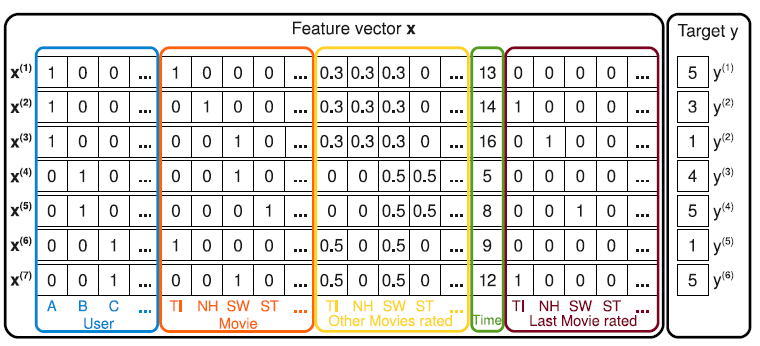 Feature vector x Target y
x(1) 1 0 0 ... 1 0 0 0 ... 0.3 0.3 0.3 0 ... 13 0 0 0 0 ... 5 y(1)
x(2) 1 0 0 ... 0 1 0 0 ... 0.3 0.3 0.3 0 ... 14 1 0 0 0 ... 3 y(2)
x(3) 1 0 0 ... 0 0 1 0 ... 0.3 0.3 0.3 0 ... 16 0 1 0 0 ... 1 y(2)
x(4) 0 1 0 ... 0 0 1 0 ... 0 0 0.5 0.5 ... 5 0 0 0 0 ... 4 y(3)
x(5) 0 1 0 ... 0 0 0 1 ... 0 0 0.5 0.5 ... 8 0 0 1 0 ... 5 y(4)
x(6) 0 0 1 ... 1 0 0 0 ... 0.5 0 0.5 0 ... 9 0 0 0 0 ... 1 y(5)
x(7) 0 0 1 ... 0 0 1 0 ... 0.5 0 0.5 0 ... 12 1 0 0 0 ... 5 y(6)
A B C ... TI NH SW ST ... TI NH SW ST ... TI NH SW ST ...
User Movie Other Movies rated Time Last Movie rated